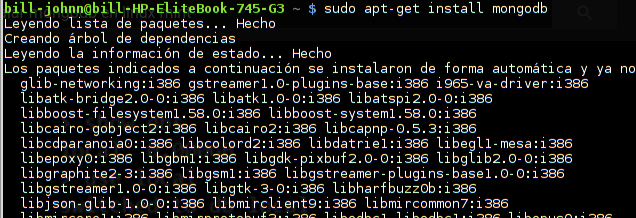 bill-johnn@bill-HP-EliteBook-745-G3 ~ $ sudo apt-get install mongodb
Leyendo lista de paquetes... Hecho
Creando árbol de dependencias
Leyendo la información de estado... Hecho
Los paquetes indicados a continuación se instalaron de forma automática y ya no
glib-networking:i386 gstreamer1.0-plugins-base:i386 i965-va-driver:i386
libatk-bridge2.0-0:i386 libatk1.0-0:i386 libatspi2.0-0:i386
libboost-filesystem1.58.0:i386 libboost-system1.58.0:i386
libcairo-gobject2:i386 libcairo2:i386 libcapnp-0.5.3:i386
libcdparanoia0:i386 libcolord2:i386 libdatrie1:i386 libegl1-mesa:i386
libepoxy0:i386 libgbm1:i386 libgdk-pixbuf2.0-0:i386 libglib2.0-0:i386
libgraphite2-3:i386 libgsm1:i386 libgstreamer-plugins-base1.0-0:i386
libgstreamer1.0-0:i386 libgtk-3-0:i386 libharfbuzz0b:i386
libjson-glib-1.0-0:i386 libmirclient9:i386 libmircommon7:i386